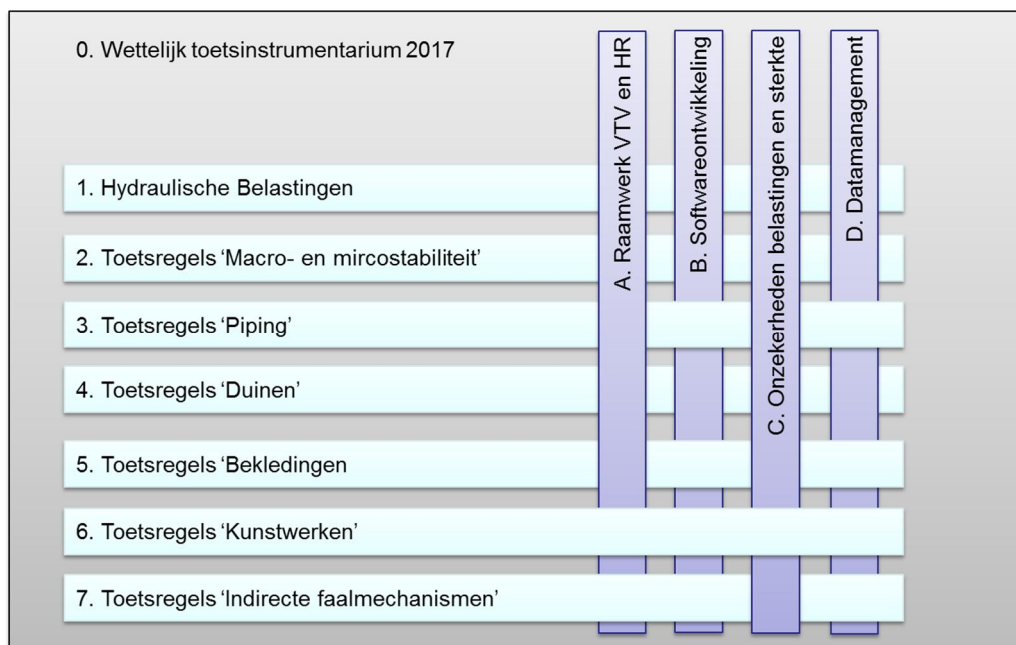 0. Wettelijk toetsinstrumentarium 2017
A. Raamwerk VTV en HR
B. Softwareontwikkeling
C. Onzekerheden belastingen en sterkte
D. Datamanagement
1. Hydraulische Belastingen
2. Toetsregels ‘Macro- en mircostabiliteit’
3. Toetsregels ‘Piping’
4. Toetsregels ‘Duinen’
5. Toetsregels ‘Bekledingen
6. Toetsregels ‘Kunstwerken’
7. Toetsregels ‘Indirecte faalmechanismen’